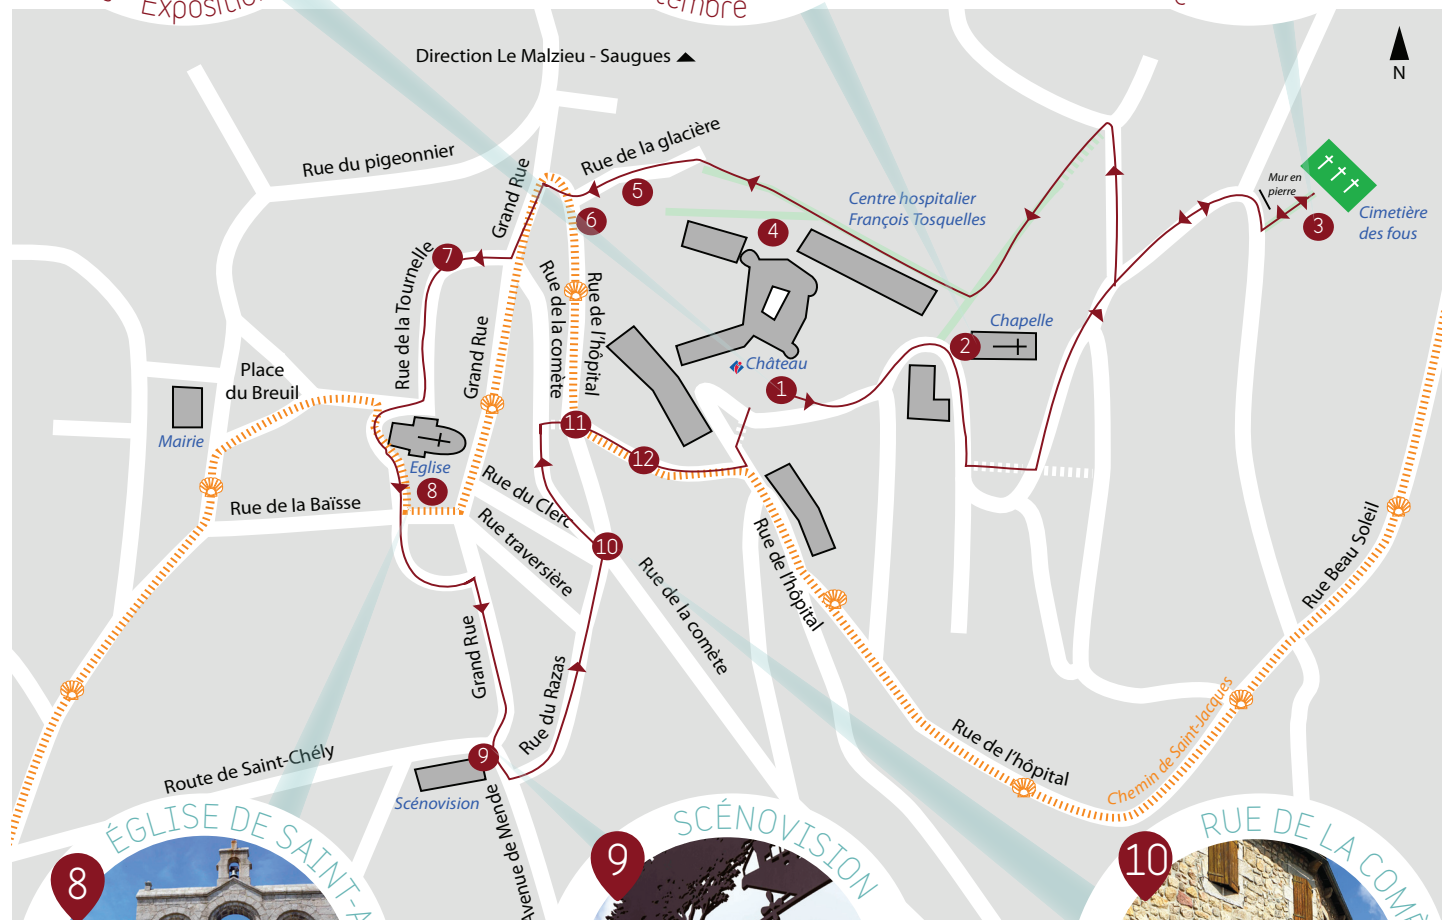 Exposition
tembre
Direction Le Malzieu - Saugues
N
Rue du pigeonnier
Grand Rue
Rue de la glacière
5
6
Centre hospitalier
François Tosquelles
4
Mur en
pierre
3
Cimetière
des fous
7
Rue de la Tournelle
Grand Rue
Rue de la comète
Rue de l'hôpital
Chapelle
2
Château
1
Place
du Breuil
Mairie
Eglise
8
11
12
Rue de la Baïsse
Rue du Clerc
Rue traversière
10
Rue de la comète
Rue de l'hôpital
Rue Beau Soleil
Grand Rue
Rue du Razas
Chemin de Saint-Jacques
Rue de l'hôpital
Route de Saint-Chély
9
Scénovision
Avenue de Mende
8
ÉGLISE DE SAINT-A
9
SCÉNOVISION
10
RUE DE LA COMÈ